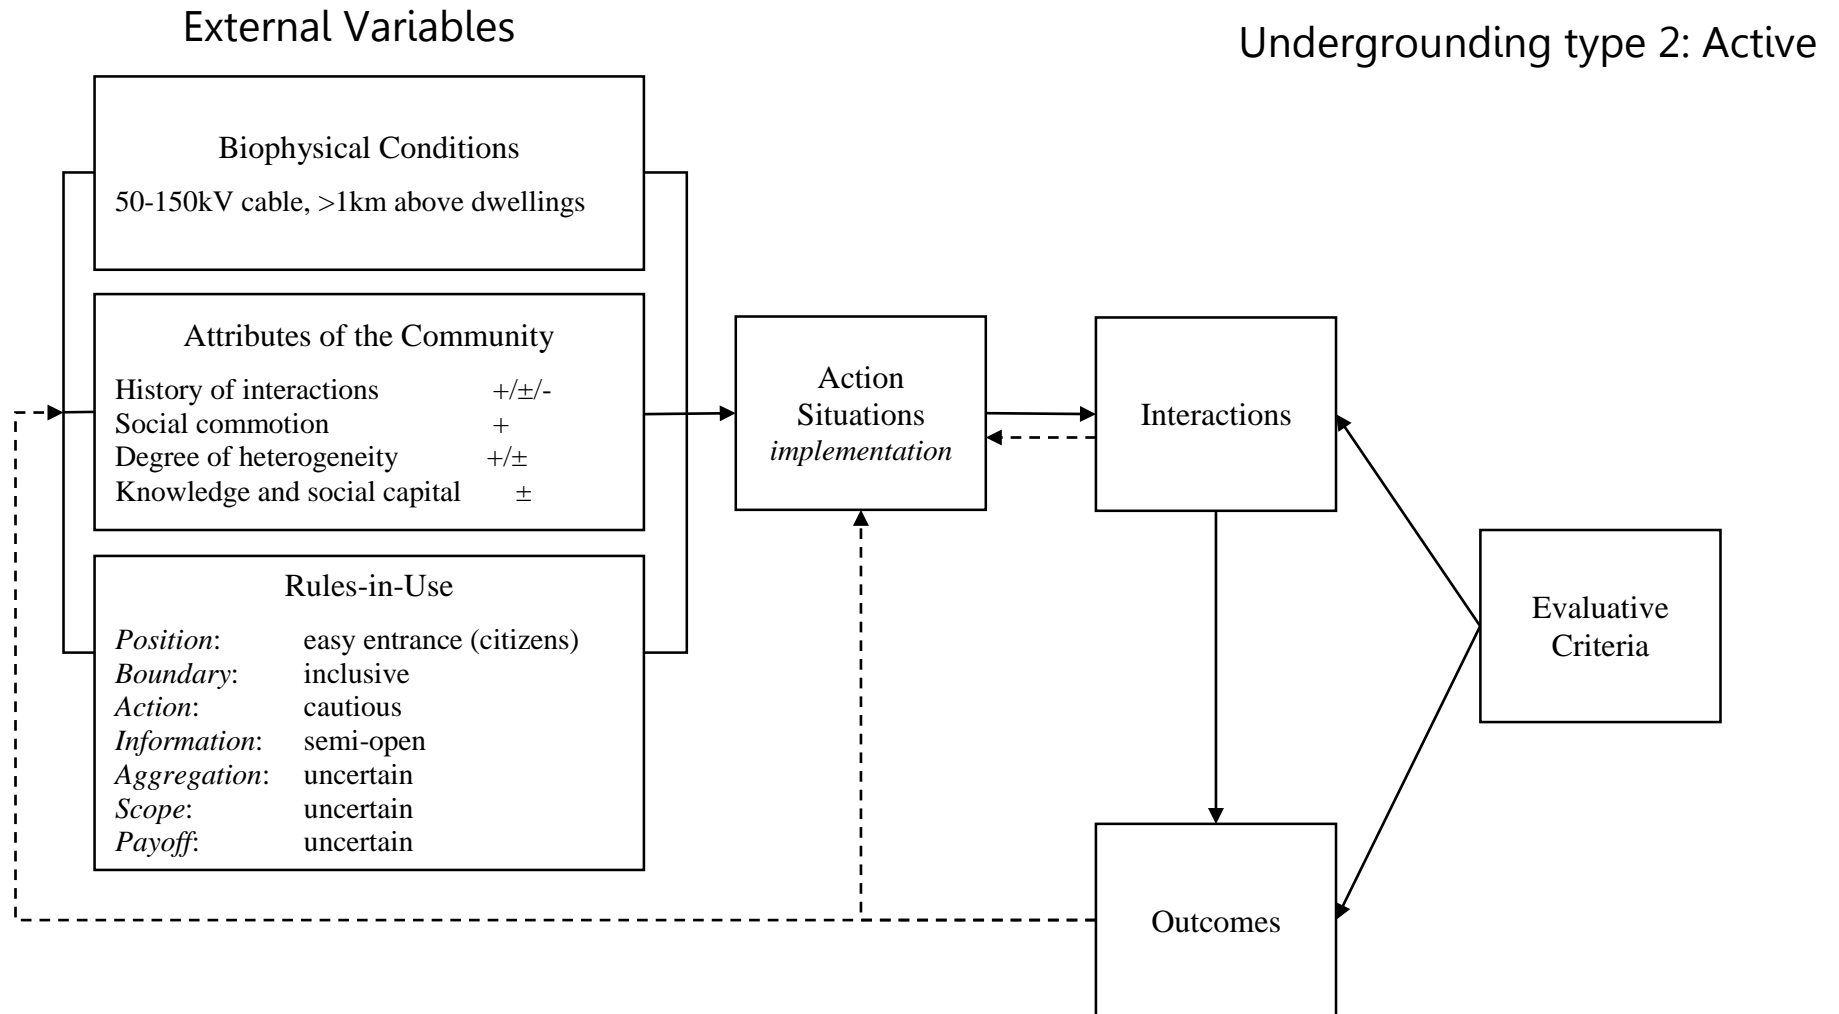 External Variables
Undergrounding type 2: Active
Biophysical Conditions
50-150kV cable, >1km above dwellings
Attributes of the Community
History of interactions +/±/-
Social commotion +
Degree of heterogeneity +/±
Knowledge and social capital ±
Rules-in-Use
Position: easy entrance (citizens)
Boundary: inclusive
Action: cautious
Information: semi-open
Aggregation: uncertain
Scope: uncertain
Payoff: uncertain
Action
Situations
implementation
Interactions
Evaluative
Criteria
Outcomes